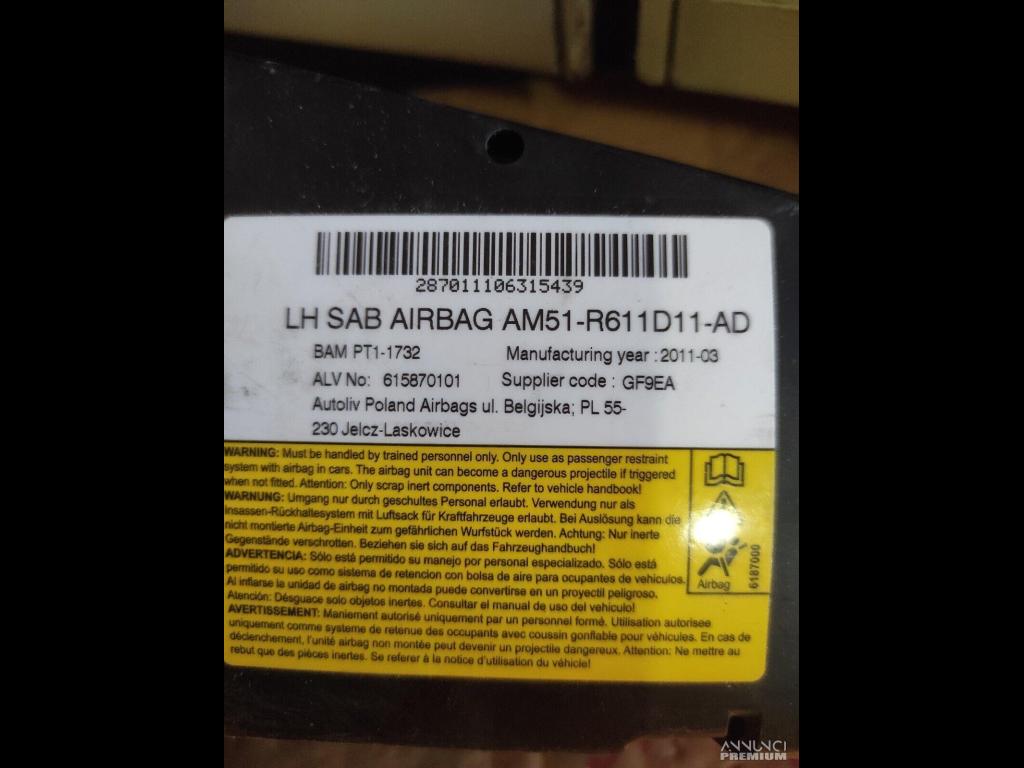 287011106315439
LH SAB AIRBAG AM51-R611D11-AD
BAM PT1-1732 Manufacturing year : 2011-03
ALV No: 615870101 Supplier code : GF9EA
Autoliv Poland Airbags ul. Belgijska; PL 55-
230 Jelcz-Laskowice
WARNING: Must be handled by trained personnel only. Only use as passenger restraint
system with airbag in cars. The airbag unit can become a dangerous projectile if triggered
when not fitted. Attention: Only scrap inert components. Refer to vehicle handbook!
WARNUNG: Umgang nur durch geschultes Personal erlaubt. Verwendung nur als
Insassen-Rückhaltesystem mit Luftsack für Kraftfahrzeuge erlaubt. Bei Auslösung kann die
nicht montierte Airbag-Einheit zum gefährlichen Wurfstück werden. Achtung: Nur inerte
Gegenstände verschrotten. Beziehen sie sich auf das Fahrzeughandbuch!
ADVERTENCIA: Sólo está permitido su manejo por personal especializado. Sólo está
permitido su uso como sistema de retencion con bolsa de aire para ocupantes de vehículos.
Al inflarse la unidad de airbag no montada puede convertirse en un proyectil peligroso.
Atención: Désguace solo objetos inertes. Consultar el manual de uso del vehículo!
AVERTISSEMENT: Maniement autorisé uniquement par un personnel formé. Utilisation autorisee
uniquement comme systeme de retenue des occupants avec coussin gonflable pour véhicules. En cas de
déclenchement, l'unité airbag non montée peut devenir un projectile dangereux. Attention: Ne mettre au
rebut que des pièces inertes. Se referer à la notice d'utilisation du véhicle!
Airbag
6187000
ANNUNCI
PREMIUM